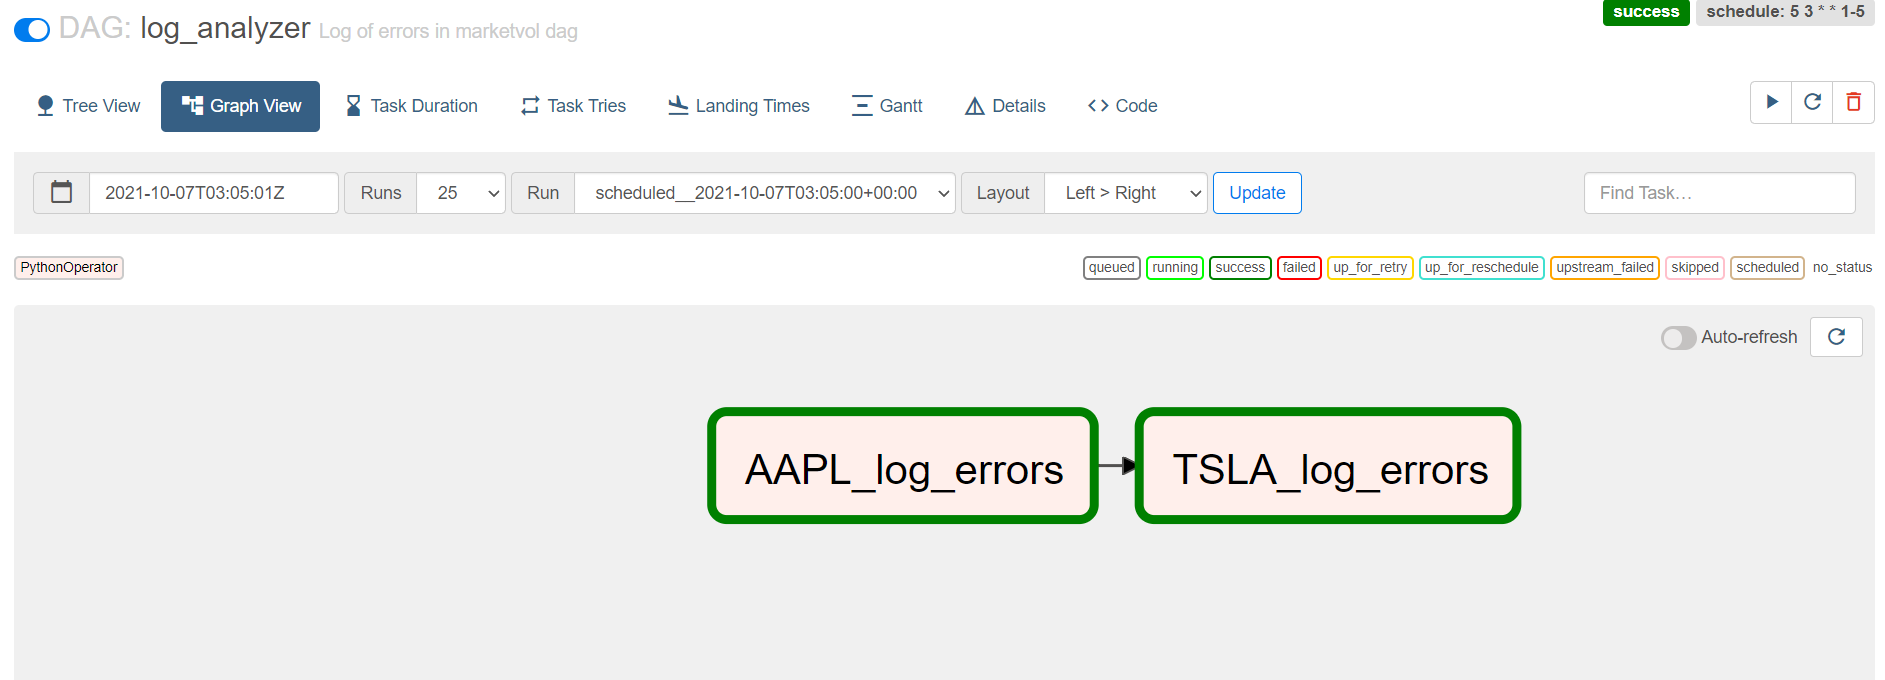 DAG: log_analyzer Log of errors in marketvol dag
success
schedule: 5 3 * * 1-5
Tree View
Graph View
Task Duration
Task Tries
Landing Times
Gantt
Details
Code
2021-10-07T03:05:01Z
Runs
25
Run
scheduled__2021-10-07T03:05:00+00:00
Layout
Left > Right
Update
Find Task...
PythonOperator
queued
running
success
failed
up_for_retry
up_for_reschedule
upstream_failed
skipped
scheduled
no_status
Auto-refresh
AAPL_log_errors
TSLA_log_errors